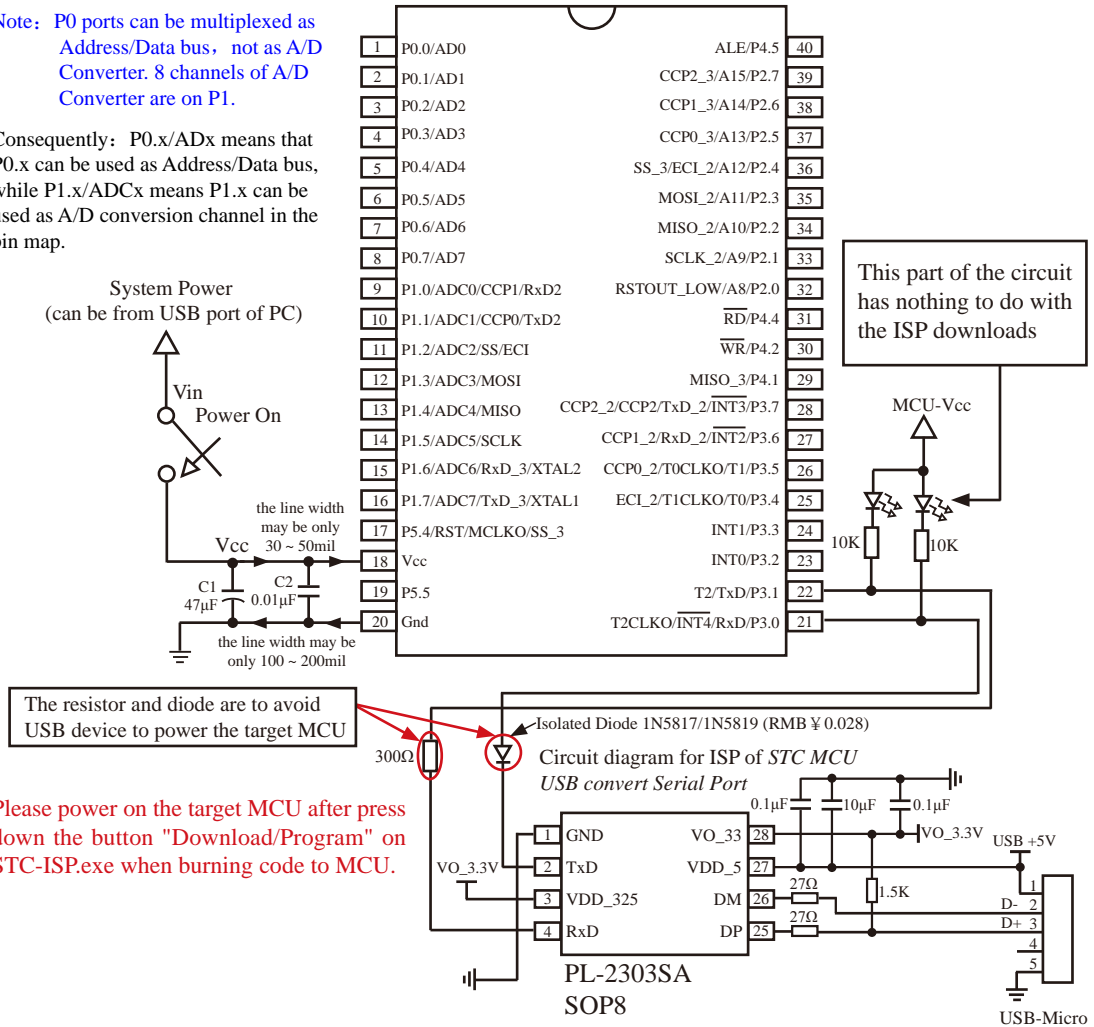 Note：P0 ports can be multiplexed as
Address/Data bus，not as A/D
Converter. 8 channels of A/D
Converter are on P1.
Consequently：P0.x/ADx means that
P0.x can be used as Address/Data bus,
while P1.x/ADCx means P1.x can be
used as A/D conversion channel in the
pin map.
1 P0.0/AD0
2 P0.1/AD1
3 P0.2/AD2
4 P0.3/AD3
5 P0.4/AD4
6 P0.5/AD5
7 P0.6/AD6
8 P0.7/AD7
9 P1.0/ADC0/CCP1/RxD2
10 P1.1/ADC1/CCP0/TxD2
11 P1.2/ADC2/SS/ECI
12 P1.3/ADC3/MOSI
13 P1.4/ADC4/MISO
14 P1.5/ADC5/SCLK
15 P1.6/ADC6/RxD_3/XTAL2
16 P1.7/ADC7/TxD_3/XTAL1
17 P5.4/RST/MCLKO/SS_3
18 Vcc
19 P5.5
20 Gnd
ALE/P4.5 40
CCP2_3/A15/P2.7 39
CCP1_3/A14/P2.6 38
CCP0_3/A13/P2.5 37
SS_3/ECI_2/A12/P2.4 36
MOSI_2/A11/P2.3 35
MISO_2/A10/P2.2 34
SCLK_2/A9/P2.1 33
RSTOUT_LOW/A8/P2.0 32
RD/P4.4 31
WR/P4.2 30
MISO_3/P4.1 29
CCP2_2/CCP2/TxD_2/INT3/P3.7 28
CCP1_2/RxD_2/INT2/P3.6 27
CCP0_2/T0CLKO/T1/P3.5 26
ECI_2/T1CLKO/T0/P3.4 25
INT1/P3.3 24
INT0/P3.2 23
T2/TxD/P3.1 22
T2CLKO/INT4/RxD/P3.0 21
System Power
(can be from USB port of PC)
Vin
Power On
the line width
may be only
30 ~ 50mil
Vcc
C1
47µF
C2
0.01µF
the line width may be
only 100 ~ 200mil
This part of the circuit
has nothing to do with
the ISP downloads
MCU-Vcc
10K
10K
The resistor and diode are to avoid
USB device to power the target MCU
300Ω
Isolated Diode 1N5817/1N5819 (RMB￥0.028)
Circuit diagram for ISP of STC MCU
USB convert Serial Port
Please power on the target MCU after press
down the button "Download/Program" on
STC-ISP.exe when burning code to MCU.
VO_3.3V
1 GND
2 TxD
3 VDD_325
4 RxD
VO_33 28
VDD_5 27
DM 26
DP 25
PL-2303SA
SOP8
0.1µF
10µF
0.1µF
VO_3.3V
USB +5V
27Ω
27Ω
1.5K
1
D- 2
D+ 3
4
5
USB-Micro